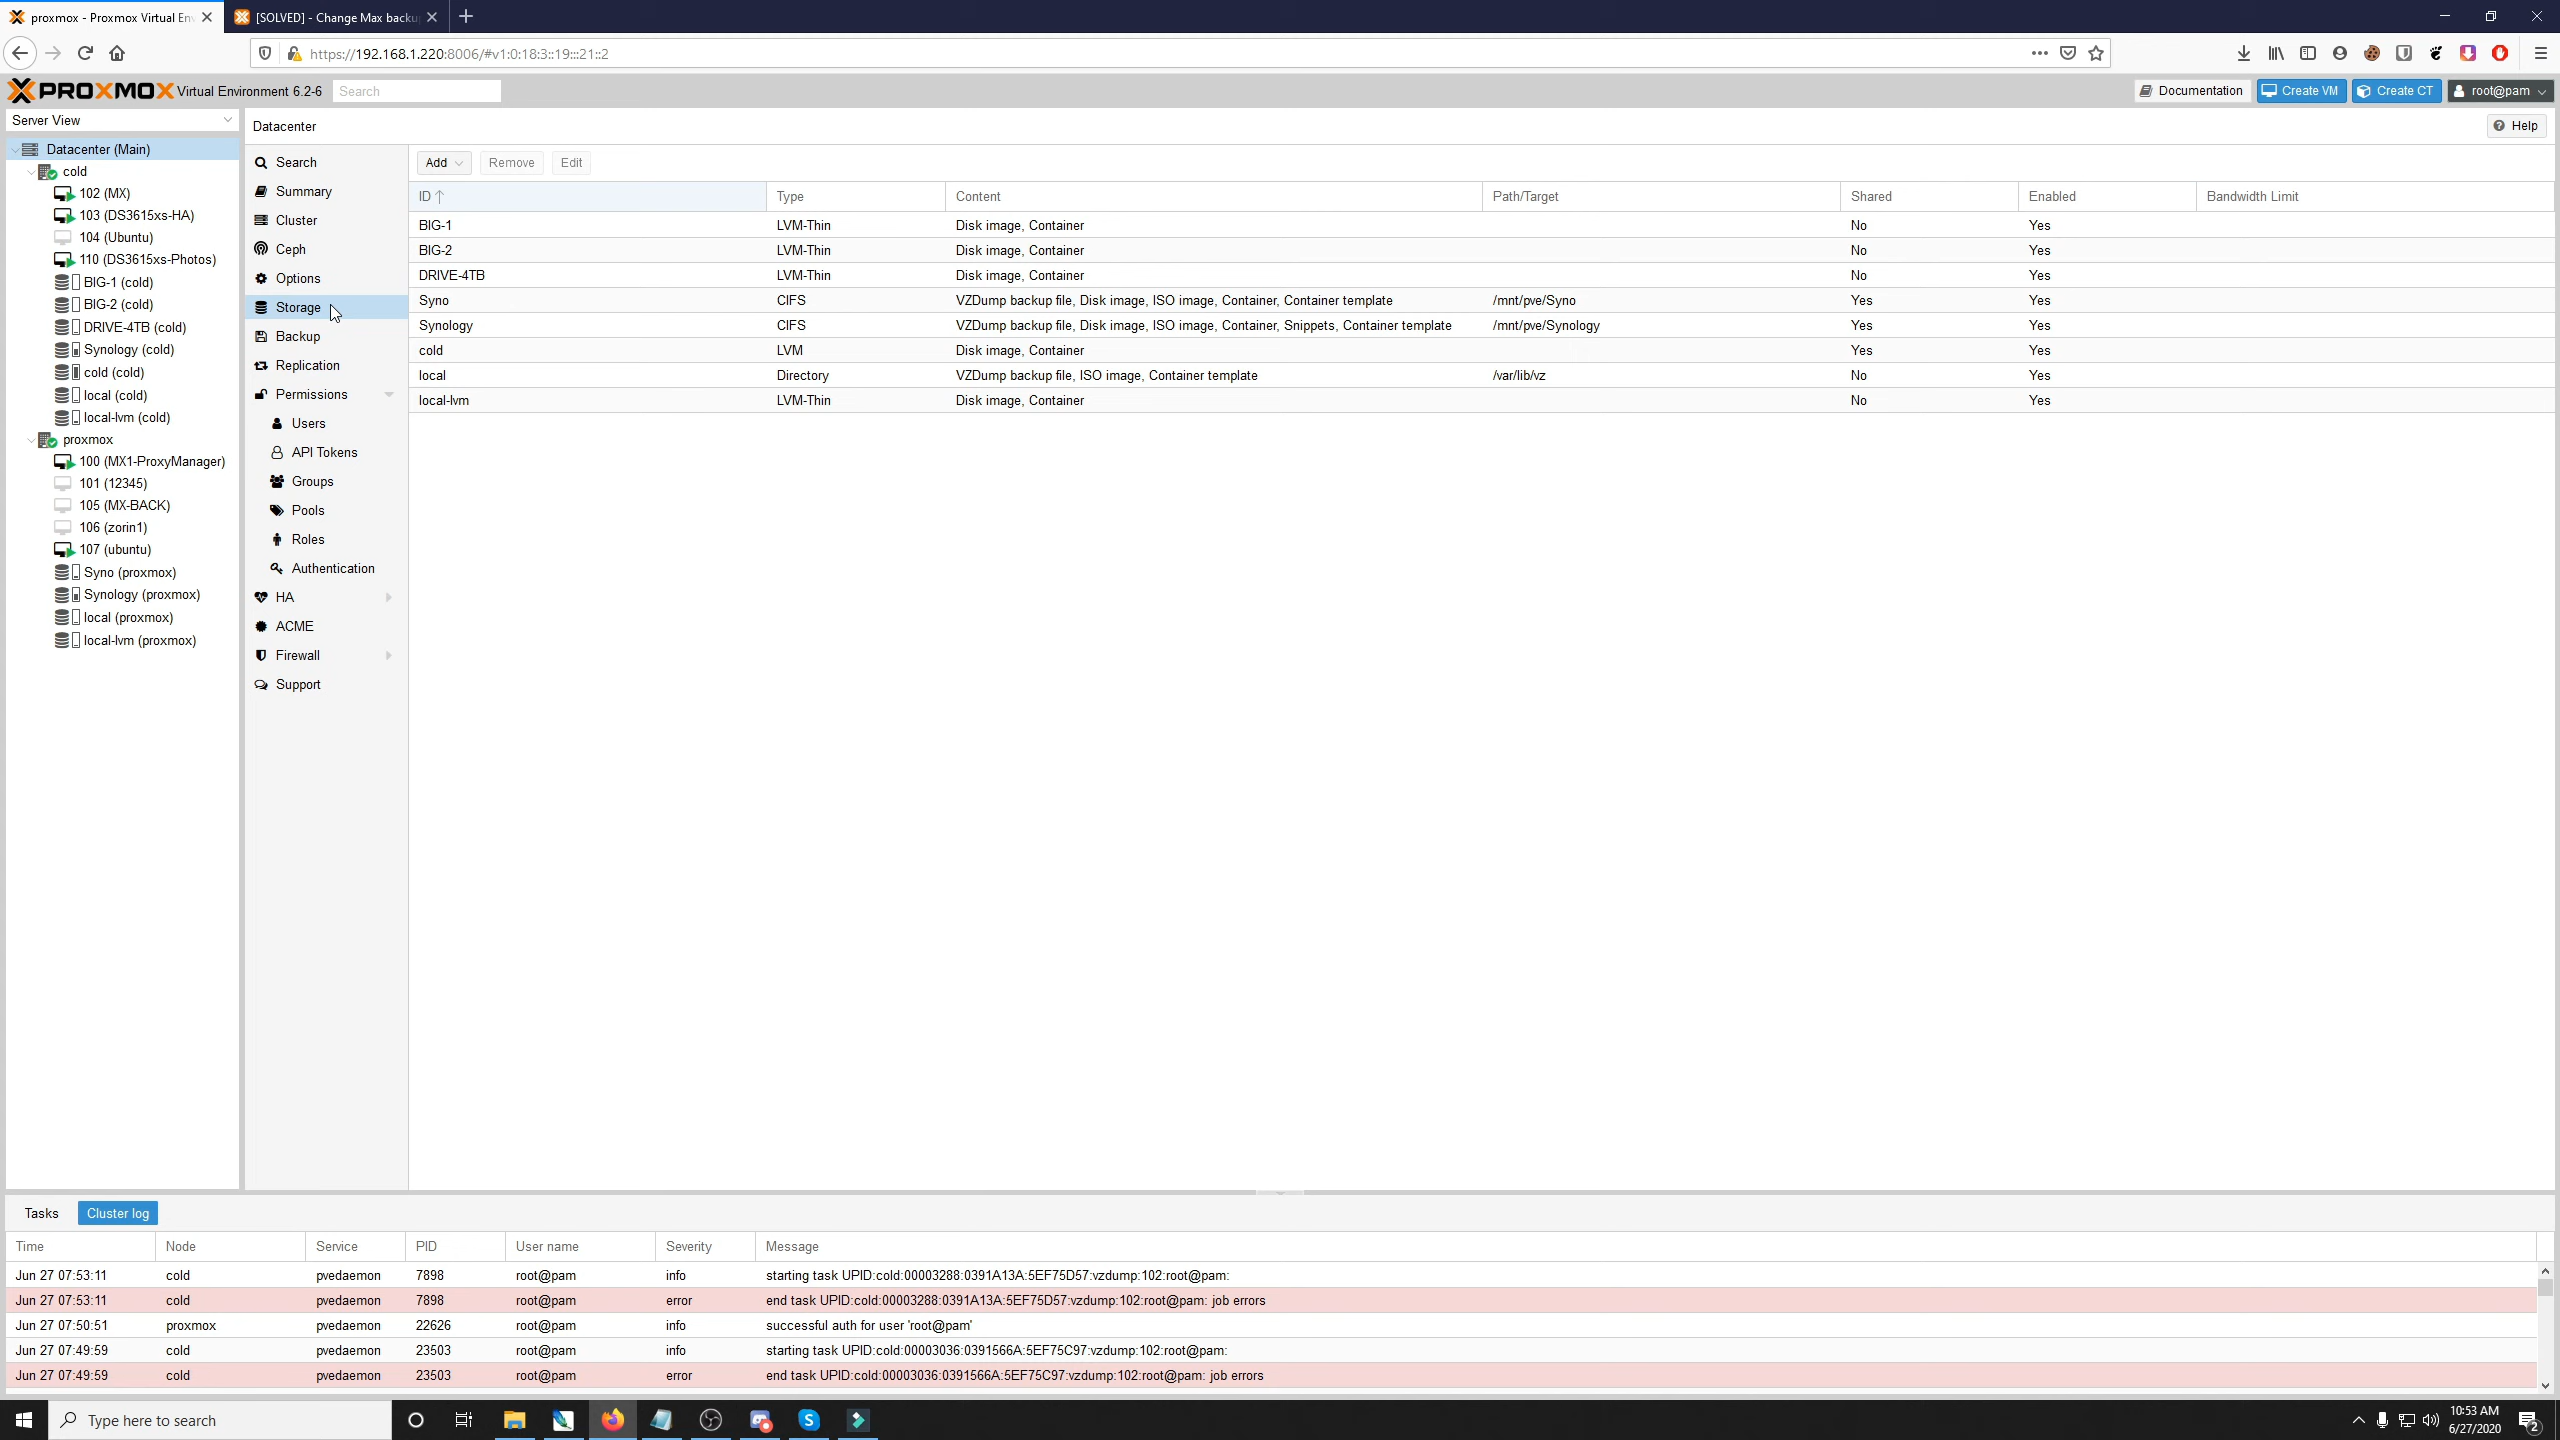 proxmox - Proxmox Virtual Env
[SOLVED] - Change Max backu
https://192.168.1.220:8006/#v1:0:18:3::19:::21::2
PROXMOX Virtual Environment 6.2-6 Search
Documentation Create VM Create CT root@pam
Server View
Datacenter (Main)
cold
102 (MX)
103 (DS3615xs-HA)
104 (Ubuntu)
110 (DS3615xs-Photos)
BIG-1 (cold)
BIG-2 (cold)
DRIVE-4TB (cold)
Synology (cold)
cold (cold)
local (cold)
local-lvm (cold)
proxmox
100 (MX1-ProxyManager)
101 (12345)
105 (MX-BACK)
106 (zorin1)
107 (ubuntu)
Syno (proxmox)
Synology (proxmox)
local (proxmox)
local-lvm (proxmox)
Datacenter Help
Search
Summary
Cluster
Ceph
Options
Storage
Backup
Replication
Permissions
Users
API Tokens
Groups
Pools
Roles
Authentication
HA
ACME
Firewall
Support
Add Remove Edit
ID Type Content Path/Target Shared Enabled Bandwidth Limit
BIG-1 LVM-Thin Disk image, Container No Yes
BIG-2 LVM-Thin Disk image, Container No Yes
DRIVE-4TB LVM-Thin Disk image, Container No Yes
Syno CIFS VZDump backup file, Disk image, ISO image, Container, Container template /mnt/pve/Syno Yes Yes
Synology CIFS VZDump backup file, Disk image, ISO image, Container, Snippets, Container template /mnt/pve/Synology Yes Yes
cold LVM Disk image, Container Yes Yes
local Directory VZDump backup file, ISO image, Container template /var/lib/vz No Yes
local-lvm LVM-Thin Disk image, Container No Yes
Tasks Cluster log
Time Node Service PID User name Severity Message
Jun 27 07:53:11 cold pvedaemon 7898 root@pam info starting task UPID:cold:00003288:0391A13A:5EF75D57:vzdump:102:root@pam:
Jun 27 07:53:11 cold pvedaemon 7898 root@pam error end task UPID:cold:00003288:0391A13A:5EF75D57:vzdump:102:root@pam: job errors
Jun 27 07:50:51 proxmox pvedaemon 22626 root@pam info successful auth for user 'root@pam'
Jun 27 07:49:59 cold pvedaemon 23503 root@pam info starting task UPID:cold:00003036:0391566A:5EF75C97:vzdump:102:root@pam:
Jun 27 07:49:59 cold pvedaemon 23503 root@pam error end task UPID:cold:00003036:0391566A:5EF75C97:vzdump:102:root@pam: job errors
Type here to search
10:53 AM
6/27/2020
2